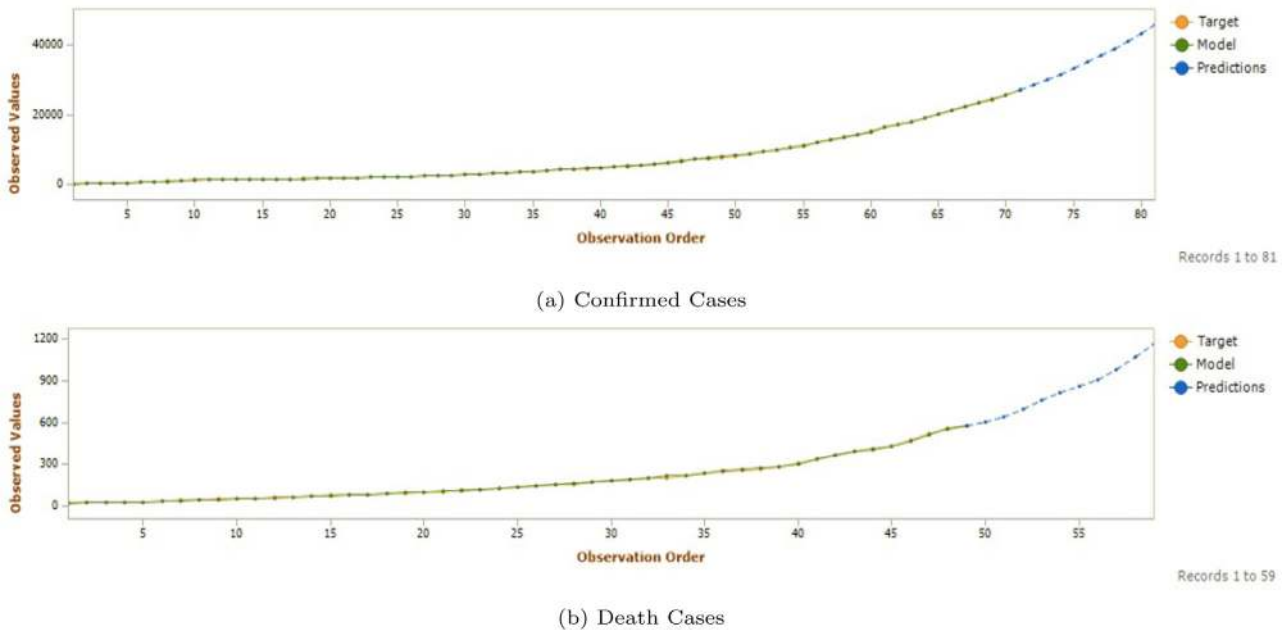 Target
Model
Predictions
40000
20000
0
Observed Values
5 10 15 20 25 30 35 40 45 50 55 60 65 70 75 80
Observation Order
Records 1 to 81
(a) Confirmed Cases
Target
Model
Predictions
1200
900
600
300
0
Observed Values
5 10 15 20 25 30 35 40 45 50 55
Observation Order
Records 1 to 59
(b) Death Cases